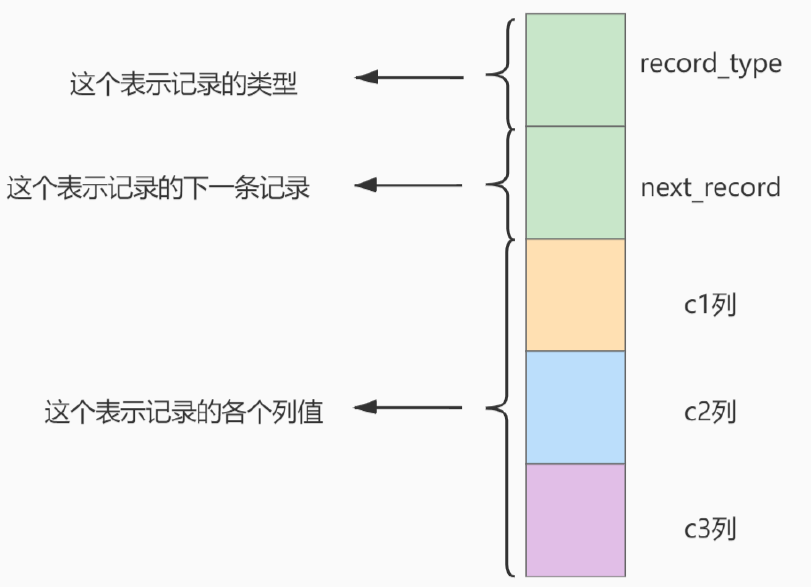 这个表示记录的类型
record_type
这个表示记录的下一条记录
next_record
c1列
这个表示记录的各个列值
c2列
c3列